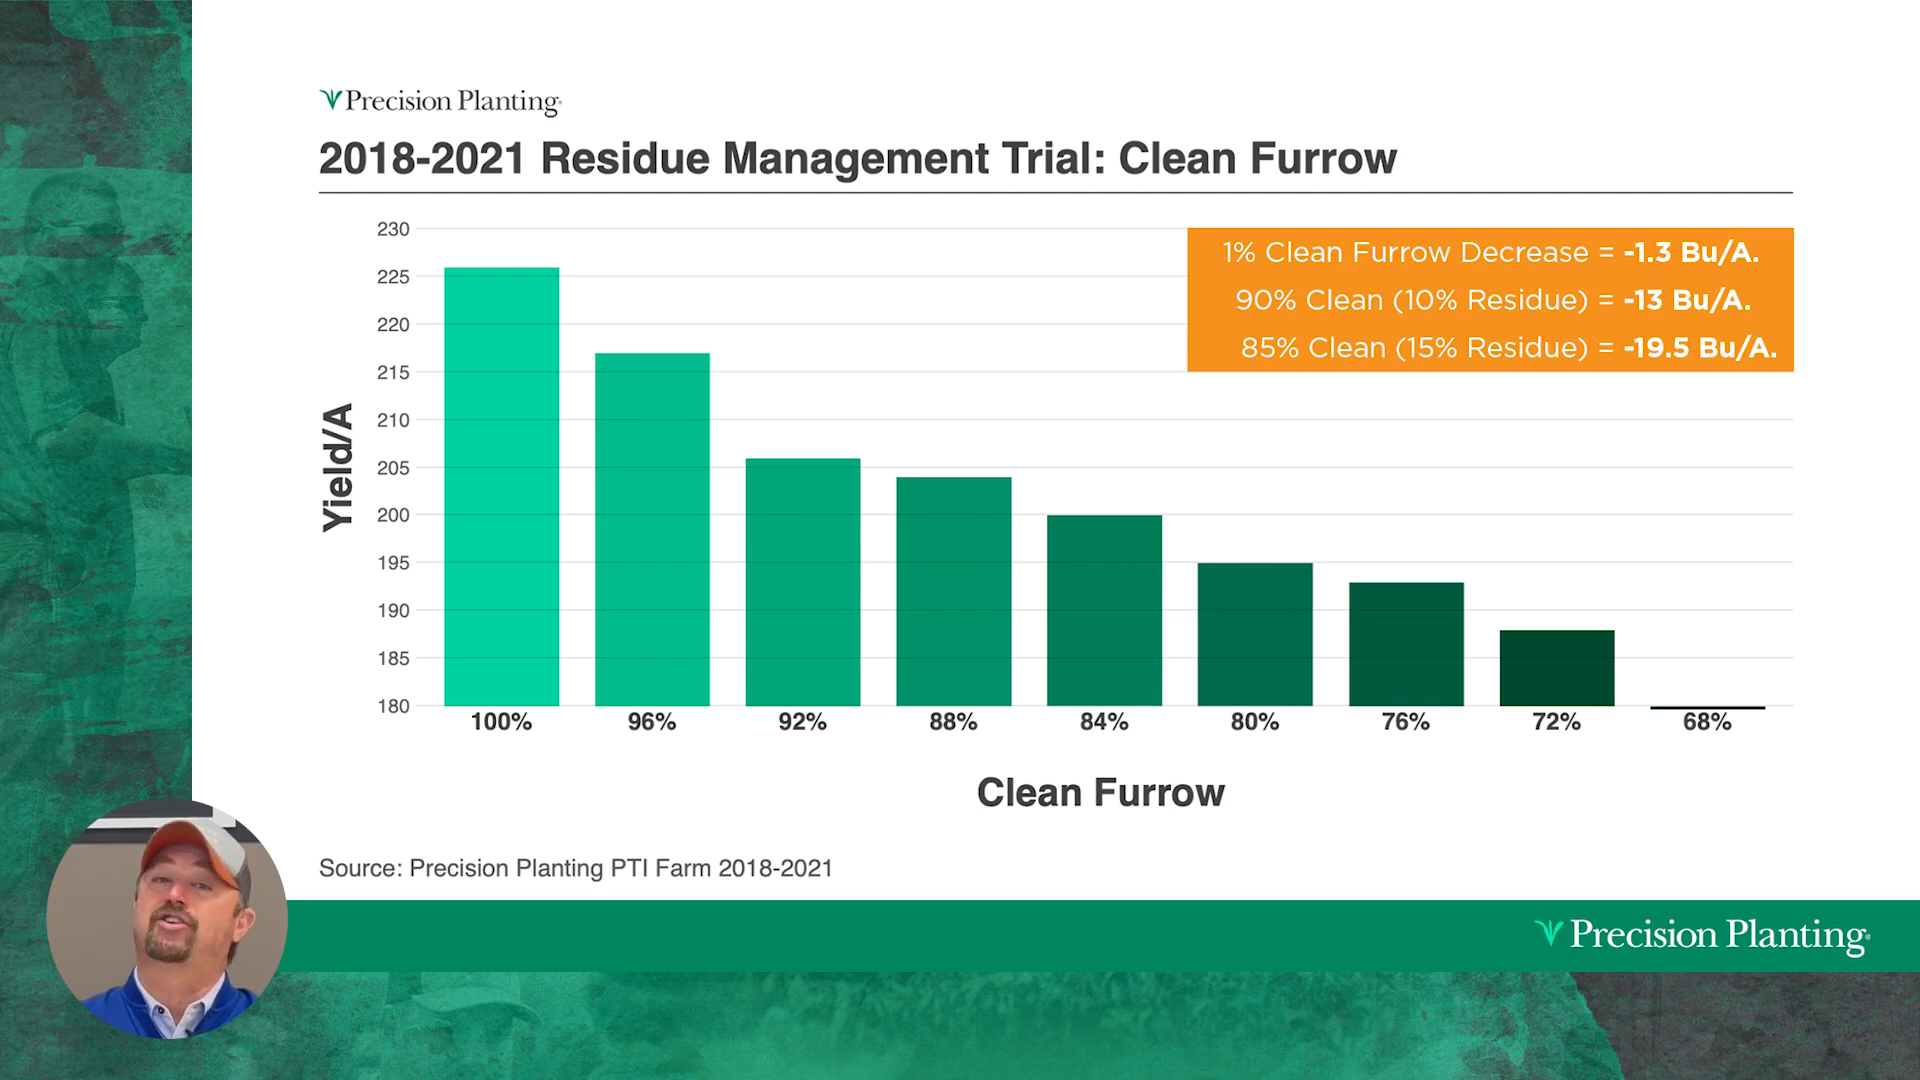 Precision Planting
2018-2021 Residue Management Trial: Clean Furrow
1% Clean Furrow Decrease = -1.3 Bu/A.
90% Clean (10% Residue) = -13 Bu/A.
85% Clean (15% Residue) = -19.5 Bu/A.
Yield/A
230
225
220
215
210
205
200
195
190
185
180
100% 96% 92% 88% 84% 80% 76% 72% 68%
Clean Furrow
Source: Precision Planting PTI Farm 2018-2021
Precision Planting